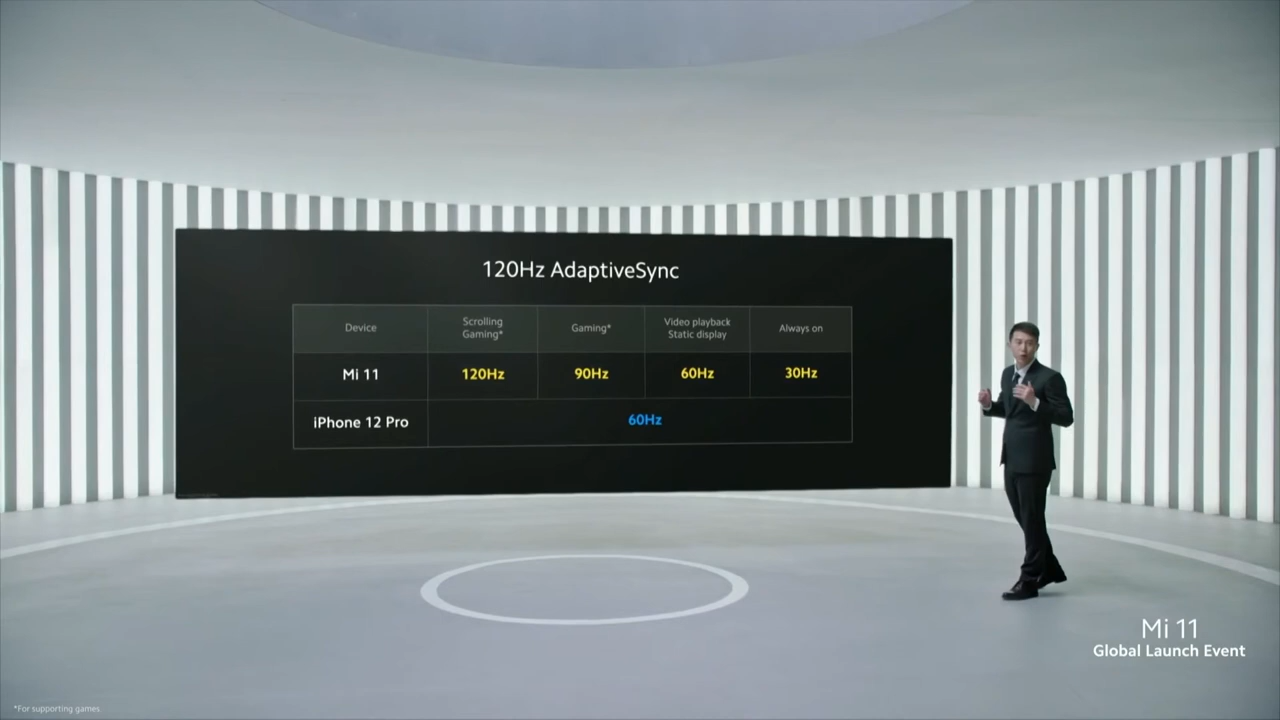 120Hz AdaptiveSync
Device
Scrolling
Gaming*
Gaming*
Video playback
Static display
Always on
Mi 11
120Hz
90Hz
60Hz
30Hz
iPhone 12 Pro
60Hz
Mi 11
Global Launch Event
*For supporting games.